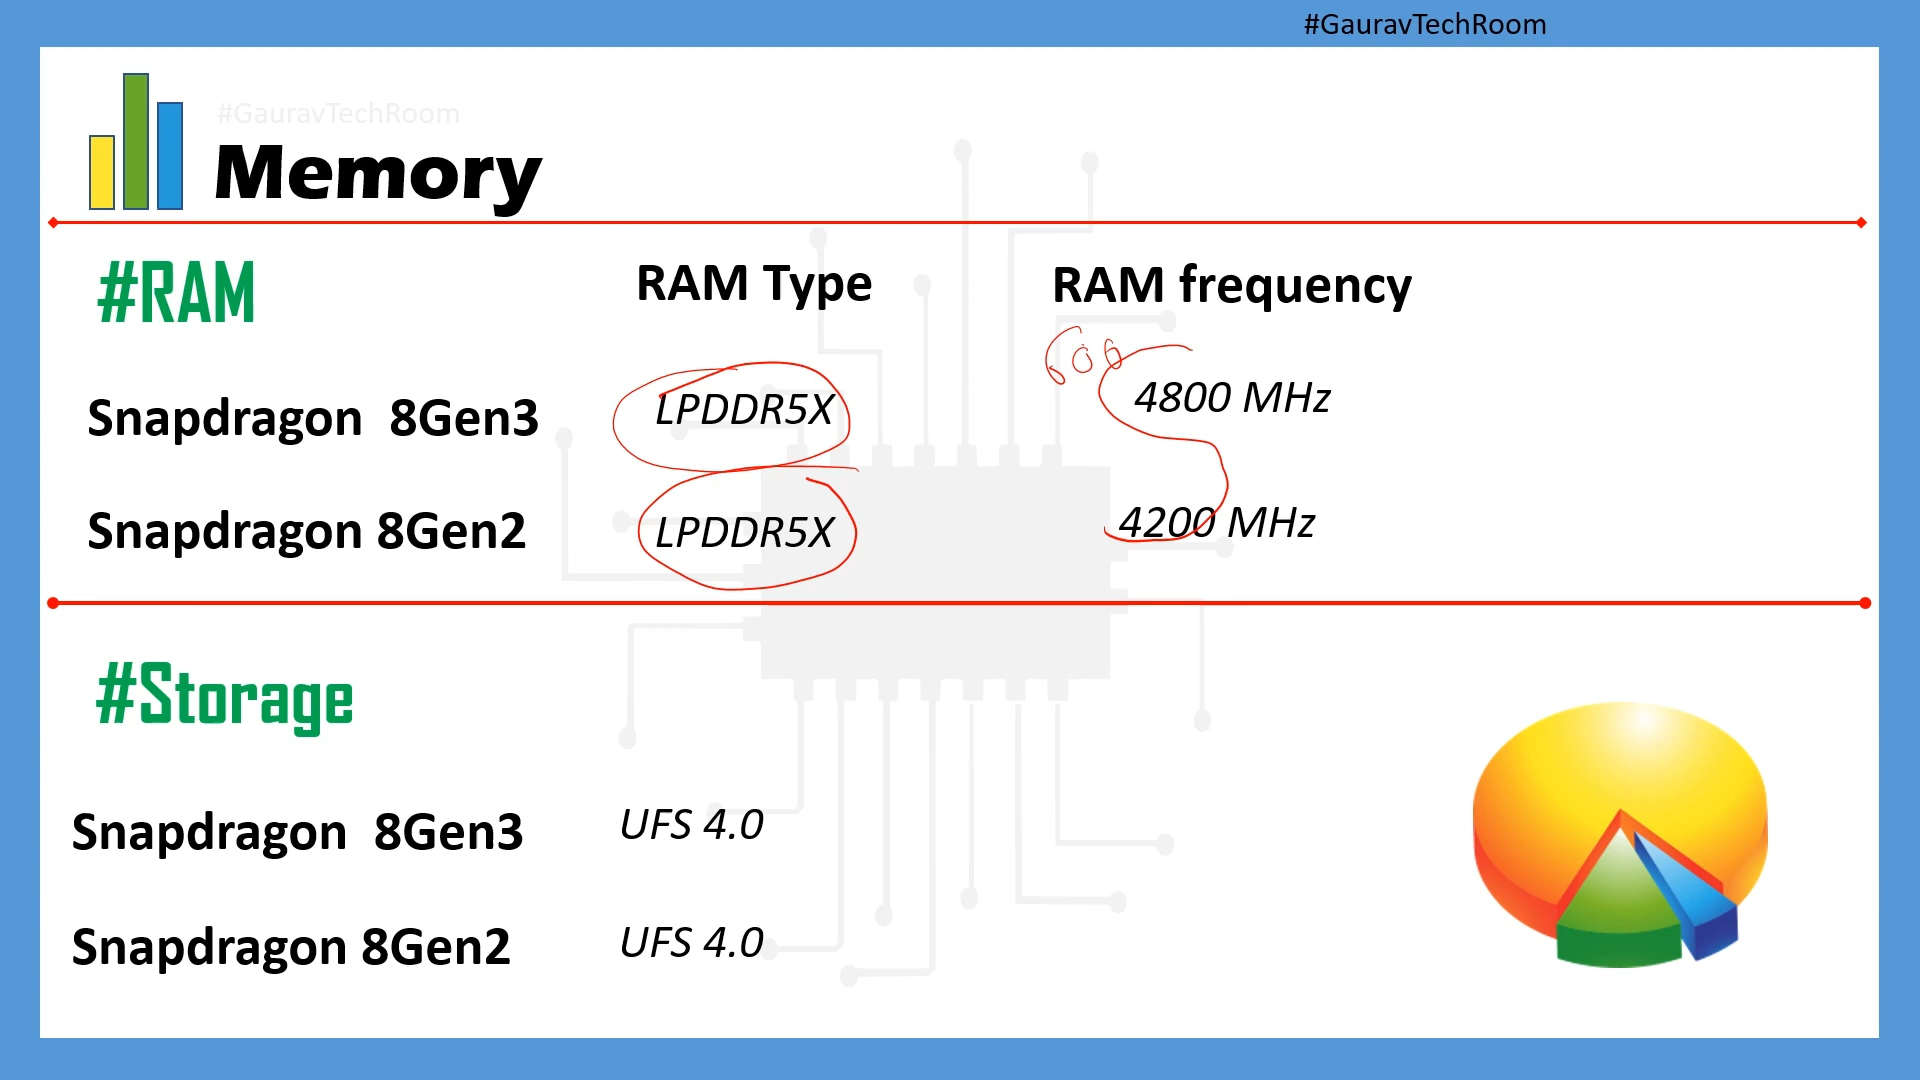 #GauravTechRoom
#GauravTechRoom
Memory
#RAM RAM Type RAM frequency
600
Snapdragon 8Gen3 LPDDR5X 4800 MHz
Snapdragon 8Gen2 LPDDR5X 4200 MHz
#Storage
Snapdragon 8Gen3 UFS 4.0
Snapdragon 8Gen2 UFS 4.0